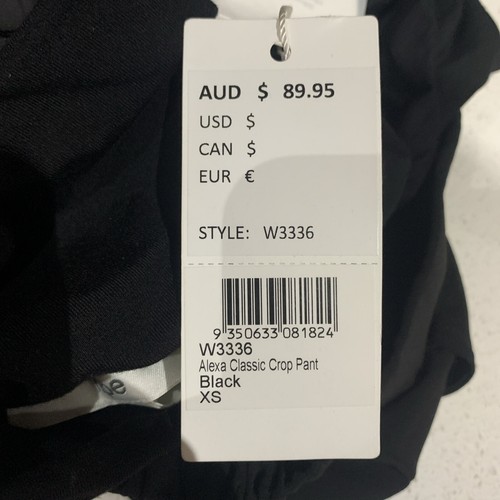 AUD $ 89.95
USD $
CAN $
EUR €
STYLE: W3336
9 350633 081824
W3336
Alexa Classic Crop Pant
Black
XS